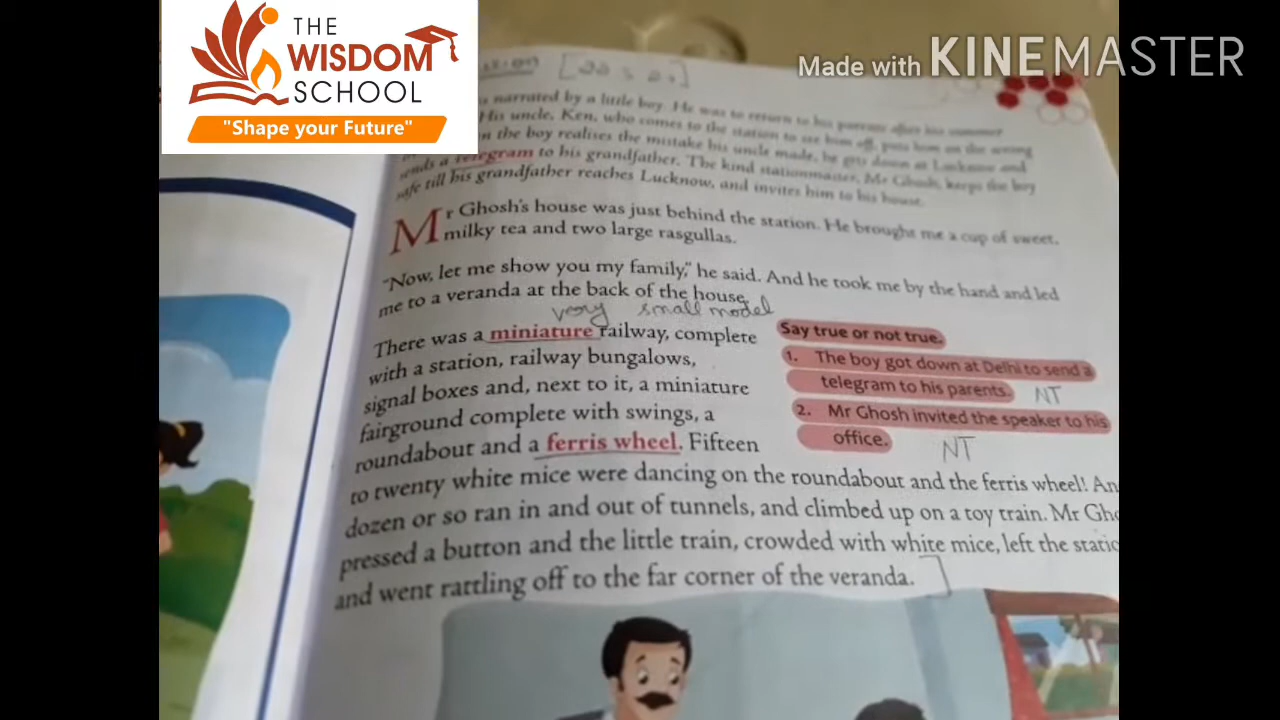 THE
WISDOM
SCHOOL
"Shape your Future"
Made with KINEMASTER
is narrated by a little boy. He was to return to his parents after his summer
His uncle, Ken, who comes to the station to see him off, puts him on the wrong
the boy realises the mistake his uncle made, he gets down at Lucknow and
sends a telegram to his grandfather. The kind stationmaster, Mr Ghosh, keeps the boy
safe till his grandfather reaches Lucknow, and invites him to his house.
Mr Ghosh's house was just behind the station. He brought me a cup of sweet,
milky tea and two large rasgullas.
"Now, let me show you my family," he said. And he took me by the hand and led
me to a veranda at the back of the house.
very small model
There was a miniature railway, complete
with a station, railway bungalows,
signal boxes and, next to it, a miniature
fairground complete with swings, a
roundabout and a ferris wheel. Fifteen
Say true or not true.
1. The boy got down at Delhi to send a
telegram to his parents. NT
2. Mr Ghosh invited the speaker to his
office. NT
to twenty white mice were dancing on the roundabout and the ferris wheel! An
dozen or so ran in and out of tunnels, and climbed up on a toy train. Mr Gho
pressed a button and the little train, crowded with white mice, left the statio
and went rattling off to the far corner of the veranda.